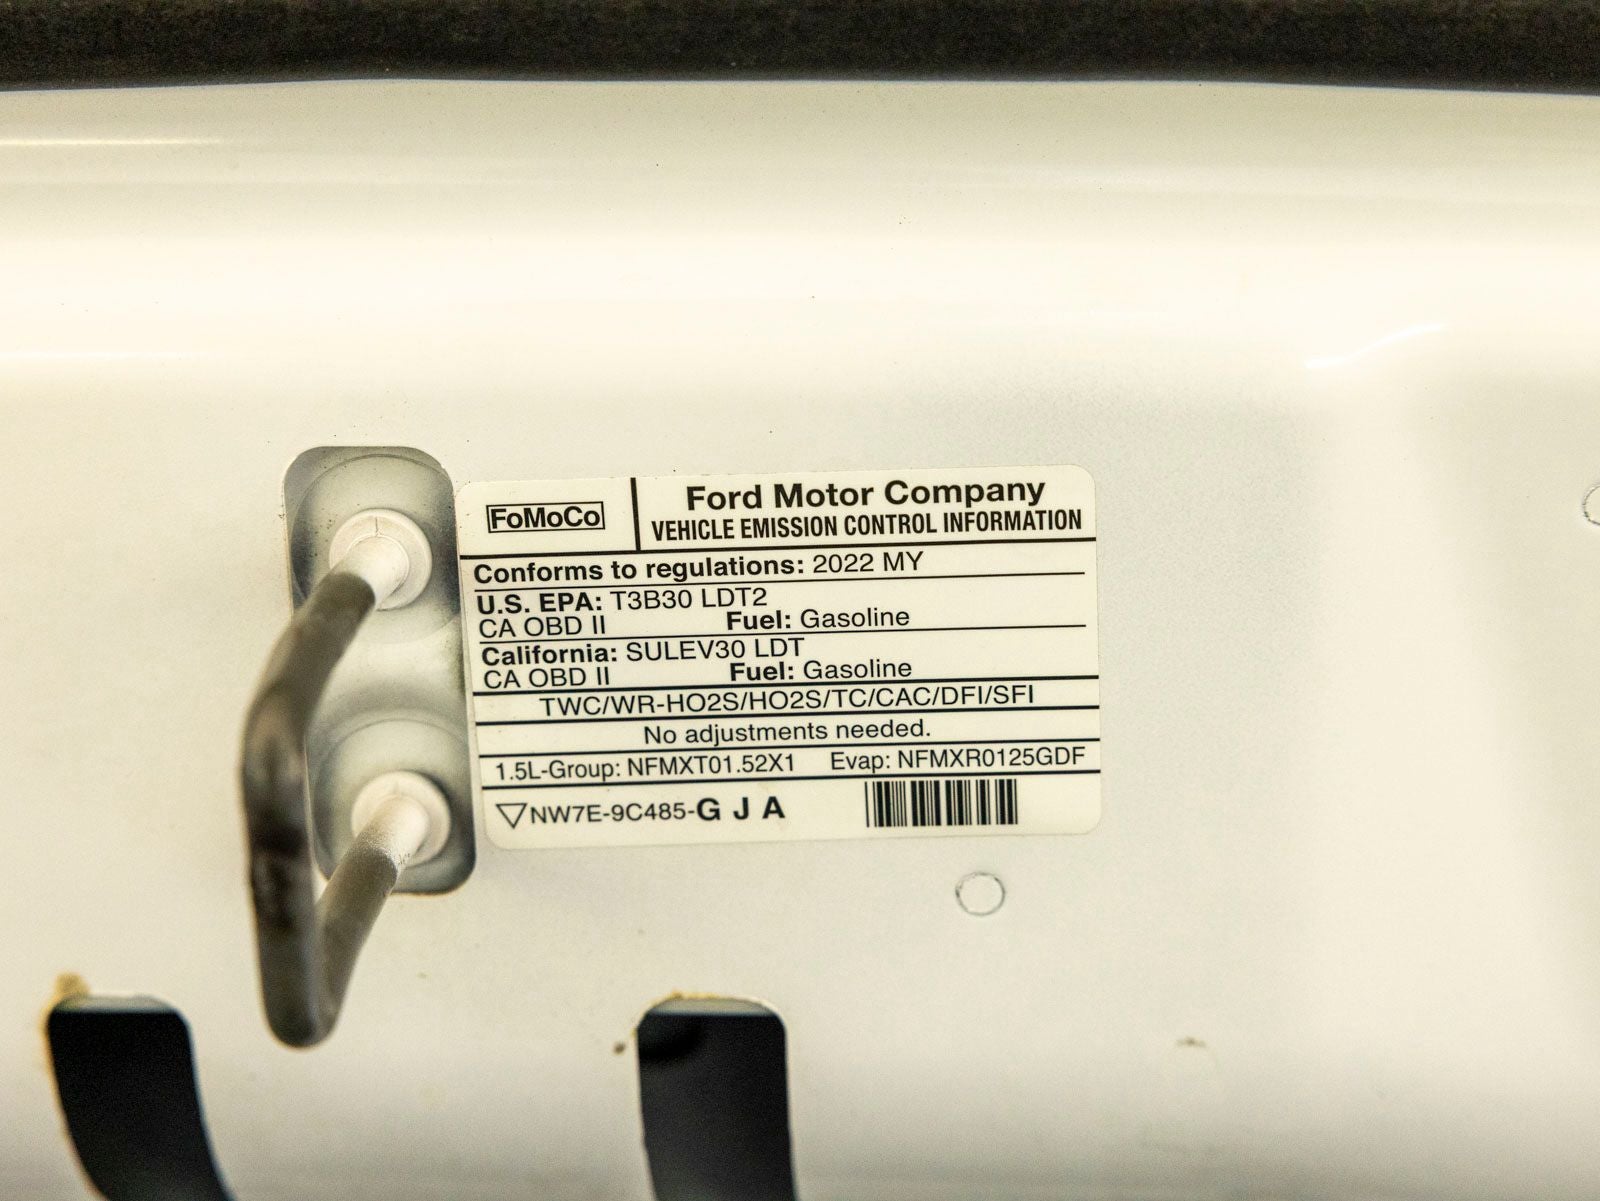 FoMoCo
Ford Motor Company
VEHICLE EMISSION CONTROL INFORMATION
Conforms to regulations: 2022 MY
U.S. EPA: T3B30 LDT2
CA OBD II Fuel: Gasoline
California: SULEV30 LDT
CA OBD II Fuel: Gasoline
TWC/WR-HO2S/HO2S/TC/CAC/DFI/SFI
No adjustments needed.
1.5L-Group: NFMXT01.52X1 Evap: NFMXR0125GDF
NW7E-9C485-G J A